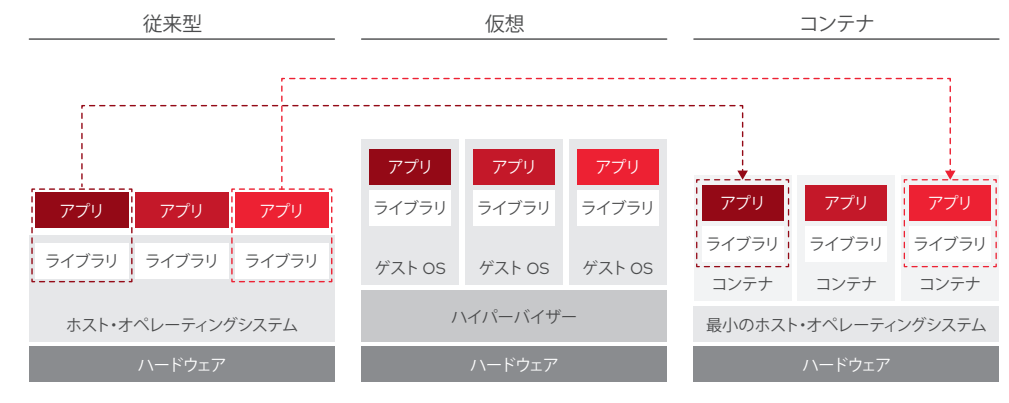 従来型
仮想
コンテナ
アプリ
アプリ
アプリ
ライブラリ
ライブラリ
ライブラリ
ホスト・オペレーティングシステム
ハードウェア
アプリ
アプリ
アプリ
ライブラリ
ライブラリ
ライブラリ
ゲスト OS
ゲスト OS
ゲスト OS
ハイパーバイザー
ハードウェア
アプリ
アプリ
アプリ
ライブラリ
ライブラリ
ライブラリ
コンテナ
コンテナ
コンテナ
最小のホスト・オペレーティングシステム
ハードウェア